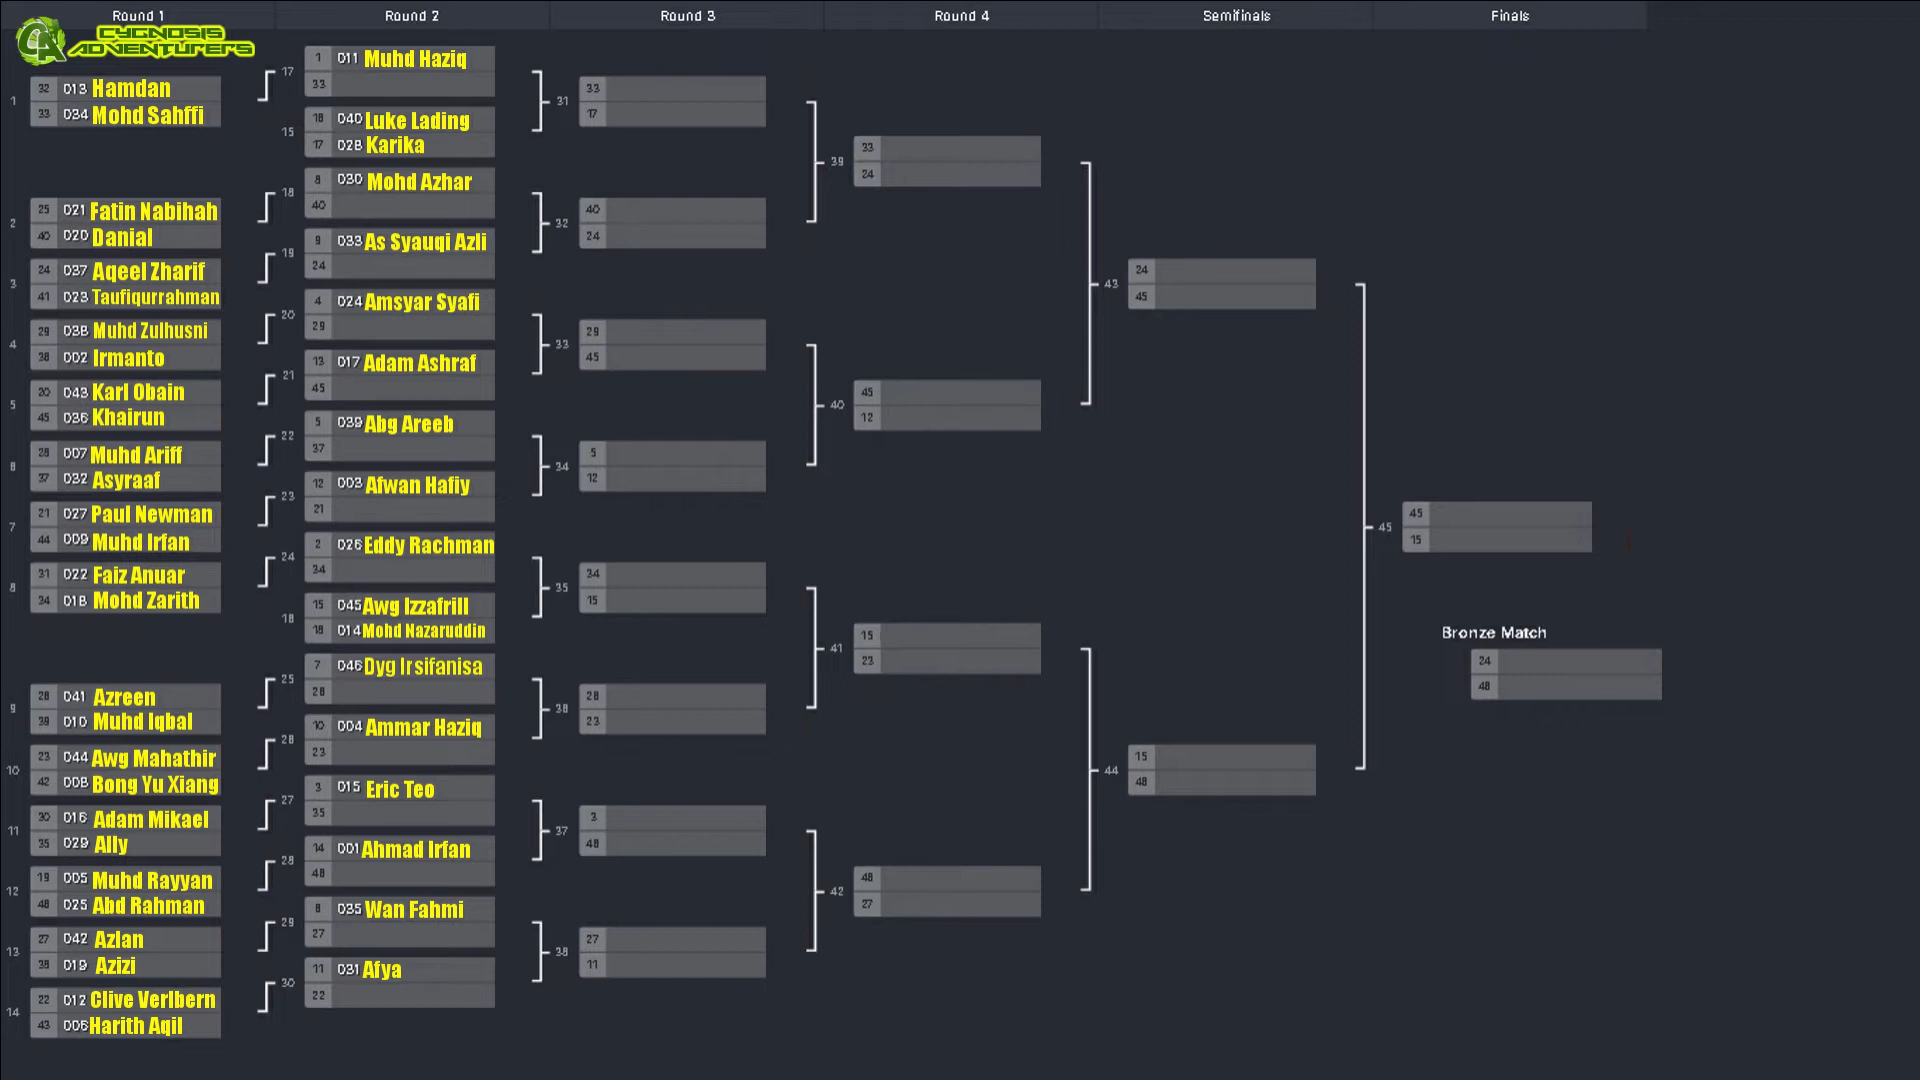 Round 1
Round 2
Round 3
Round 4
Semifinals
Finals
CYGNOSIS
ADVENTURERS
1
32 013 Hamdan
33 034 Mohd Sahffi
2
25 021 Fatin Nabihah
40 020 Danial
3
24 037 Aqeel Zharif
41 023 Taufiqurrahman
4
29 038 Muhd Zulhusni
38 002 Irmanto
5
20 043 Karl Obain
45 036 Khairun
007 Muhd Ariff
37 032 Asyraaf
7
21 027 Paul Newman
44 009 Muhd Irfan
8
31 022 Faiz Anuar
34 018 Mohd Zarith
9
041 Azreen
39 010 Muhd Iqbal
10
23 044 Awg Mahathir
42 008 Bong Yu Xiang
11
30 016 Adam Mikael
35 029 Ally
12
19 005 Muhd Rayyan
025 Abd Rahman
13
27 042 Azlan
019 Azizi
14
22 012 Clive Verlbern
43 006 Harith Aqil
17
1 011 Muhd Haziq
33
15
040 Luke Lading
17 028 Karika
18
8 030 Mohd Azhar
40
19
9 033 As Syauqi Azli
24
20
4 024 Amsyar Syafi
29
21
13 017 Adam Ashraf
45
22
5 039 Abg Areeb
37
23
12 003 Afwan Hafiy
21
24
2 026 Eddy Rachman
34
15 045 Awg Izzafrill
014 Mohd Nazaruddin
25
7 046 Dyg Irsifanisa
28
10 004 Ammar Haziq
23
27
3 015 Eric Teo
35
28
14 001 Ahmad Irfan
48
29
035 Wan Fahmi
27
30
11 031 Afya
22
31
33
17
32
40
24
33
29
45
34
5
12
35
34
15
28
23
37
3
48
38
27
11
39
33
24
40
45
12
41
15
23
42
48
27
43
24
45
44
15
48
45
45
15
Bronze Match
24
48